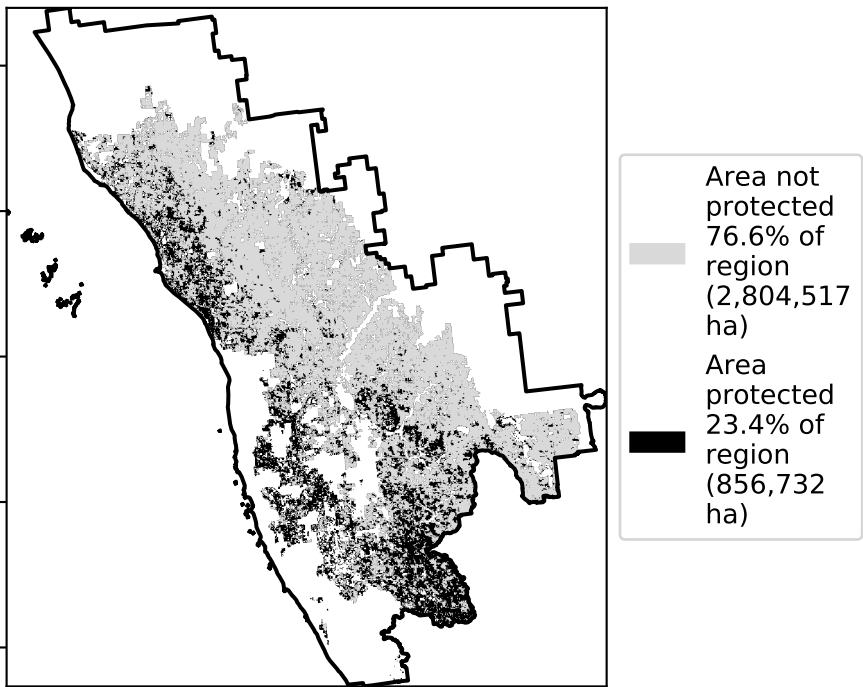 Area not
protected
76.6% of
region
(2,804,517
ha)
Area
protected
23.4% of
region
(856,732
ha)